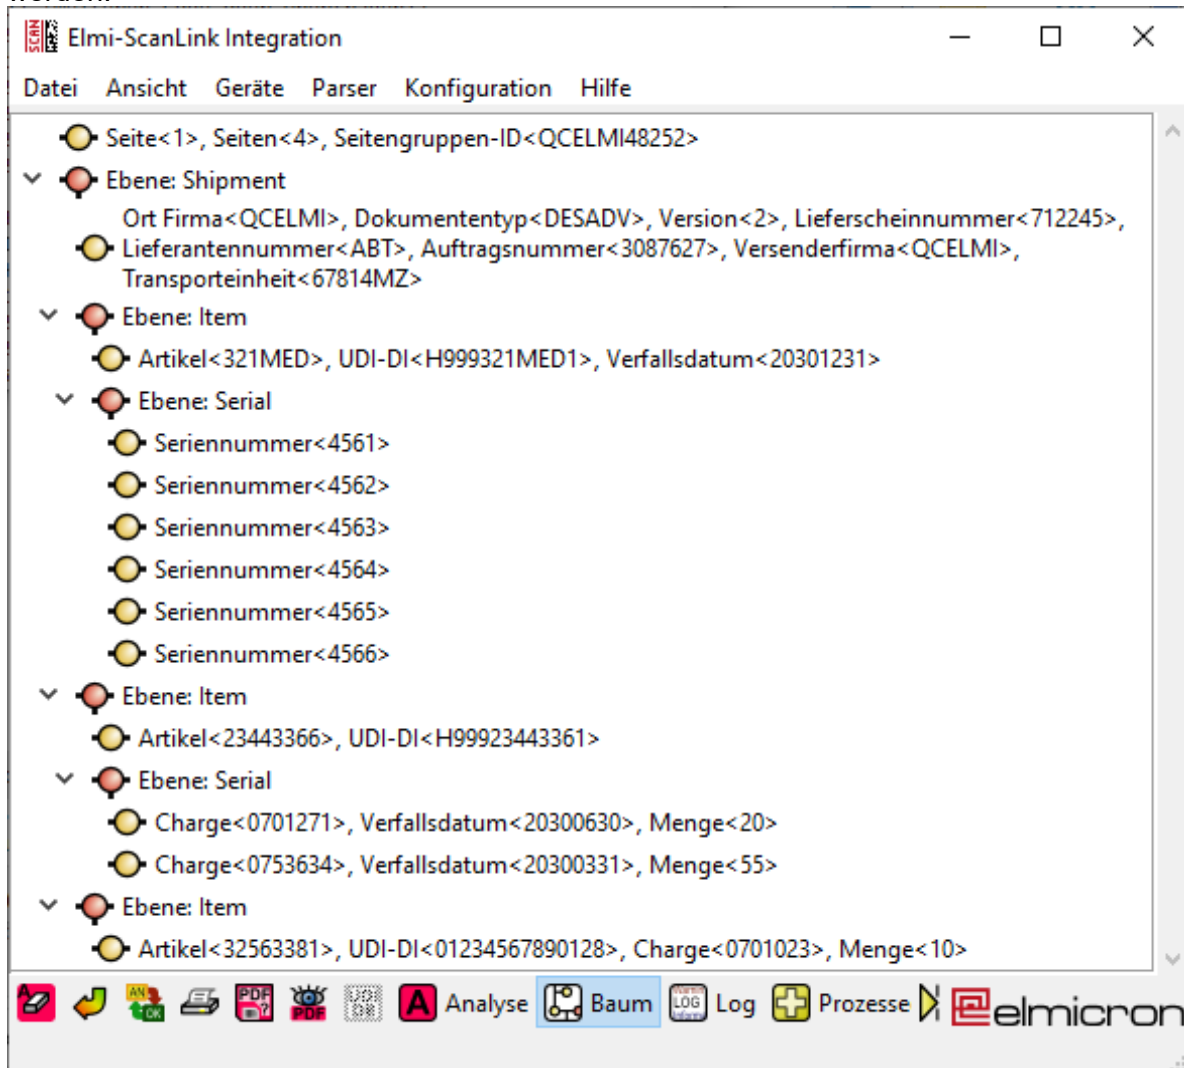 Elmi-ScanLink Integration
Datei Ansicht Geräte Parser Konfiguration Hilfe
Seite<1>, Seiten<4>, Seitengruppen-ID<QCELMI48252>
Ebene: Shipment
Ort Firma<QCELMI>, Dokumententyp<DESADV>, Version<2>, Lieferscheinnummer<712245>,
Lieferantennummer<ABT>, Auftragsnummer<3087627>, Versenderfirma<QCELMI>,
Transporteinheit<67814MZ>
Ebene: Item
Artikel<321MED>, UDI-DI<H999321MED1>, Verfallsdatum<20301231>
Ebene: Serial
Seriennummer<4561>
Seriennummer<4562>
Seriennummer<4563>
Seriennummer<4564>
Seriennummer<4565>
Seriennummer<4566>
Ebene: Item
Artikel<23443366>, UDI-DI<H99923443361>
Ebene: Serial
Charge<0701271>, Verfallsdatum<20300630>, Menge<20>
Charge<0753634>, Verfallsdatum<20300331>, Menge<55>
Ebene: Item
Artikel<32563381>, UDI-DI<01234567890128>, Charge<0701023>, Menge<10>
Analyse Baum Log Prozesse elmicron